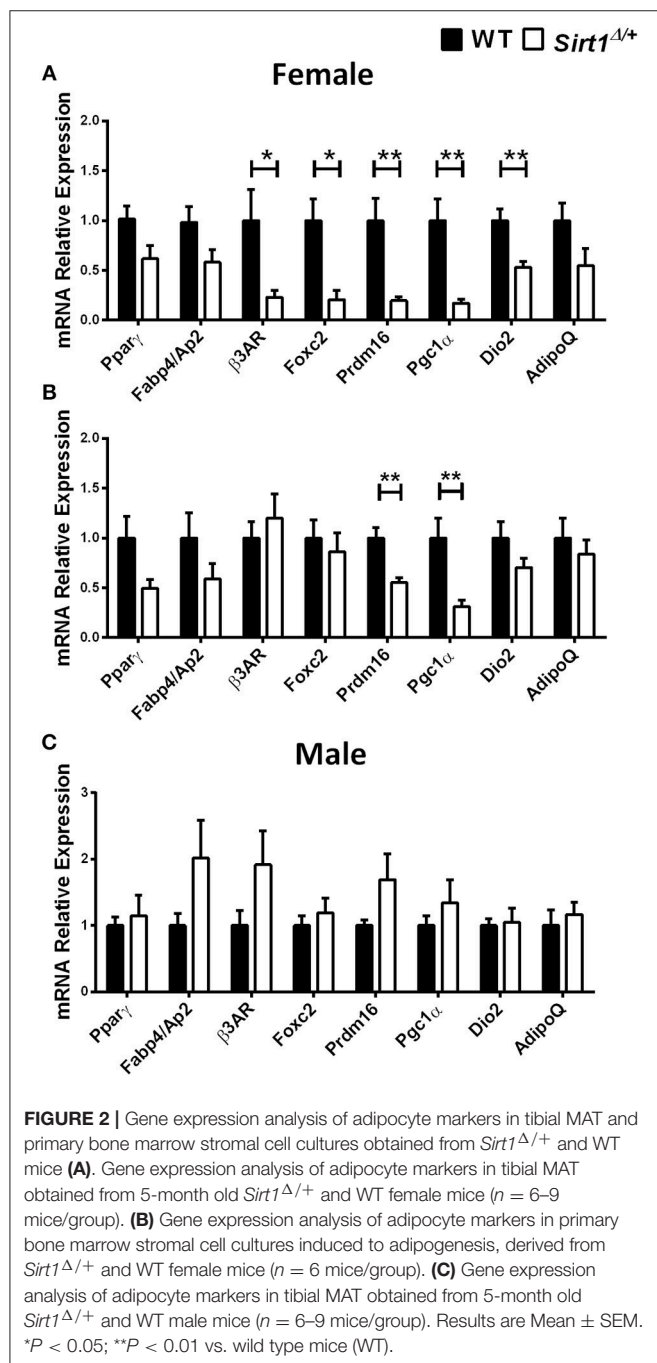 ■ WT □ Sirt1Δ/+
A
Female
**
**
**
*
*
2.0
1.5
1.0
0.5
0.0
mRNA Relative Expression
Pparγ
Fabp4/Ap2
β3AR
Foxc2
Prdm16
Pgc1α
Dio2
AdipoQ
B
**
**
2.0
1.5
1.0
0.5
0.0
mRNA Relative Expression
Pparγ
Fabp4/Ap2
β3AR
Foxc2
Prdm16
Pgc1α
Dio2
AdipoQ
C
Male
3
2
1
0
mRNA Relative Expression
Pparγ
Fabp4/Ap2
β3AR
Foxc2
Prdm16
Pgc1α
Dio2
AdipoQ
FIGURE 2 | Gene expression analysis of adipocyte markers in tibial MAT and
primary bone marrow stromal cell cultures obtained from Sirt1Δ/+ and WT
mice (A). Gene expression analysis of adipocyte markers in tibial MAT
obtained from 5-month old Sirt1Δ/+ and WT female mice (n = 6–9
mice/group). (B) Gene expression analysis of adipocyte markers in primary
bone marrow stromal cell cultures induced to adipogenesis, derived from
Sirt1Δ/+ and WT female mice (n = 6 mice/group). (C) Gene expression
analysis of adipocyte markers in tibial MAT obtained from 5-month old
Sirt1Δ/+ and WT male mice (n = 6–9 mice/group). Results are Mean ± SEM.
*P < 0.05; **P < 0.01 vs. wild type mice (WT).